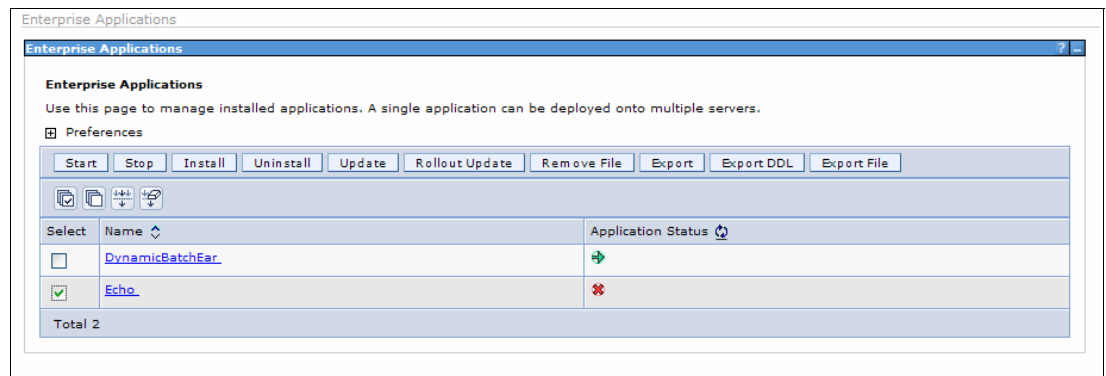 Enterprise Applications
Enterprise Applications ? _
Enterprise Applications
Use this page to manage installed applications. A single application can be deployed onto multiple servers.
Preferences
Start Stop Install Uninstall Update Rollout Update Remove File Export Export DDL Export File
Select Name Application Status
DynamicBatchEar
Echo
Total 2